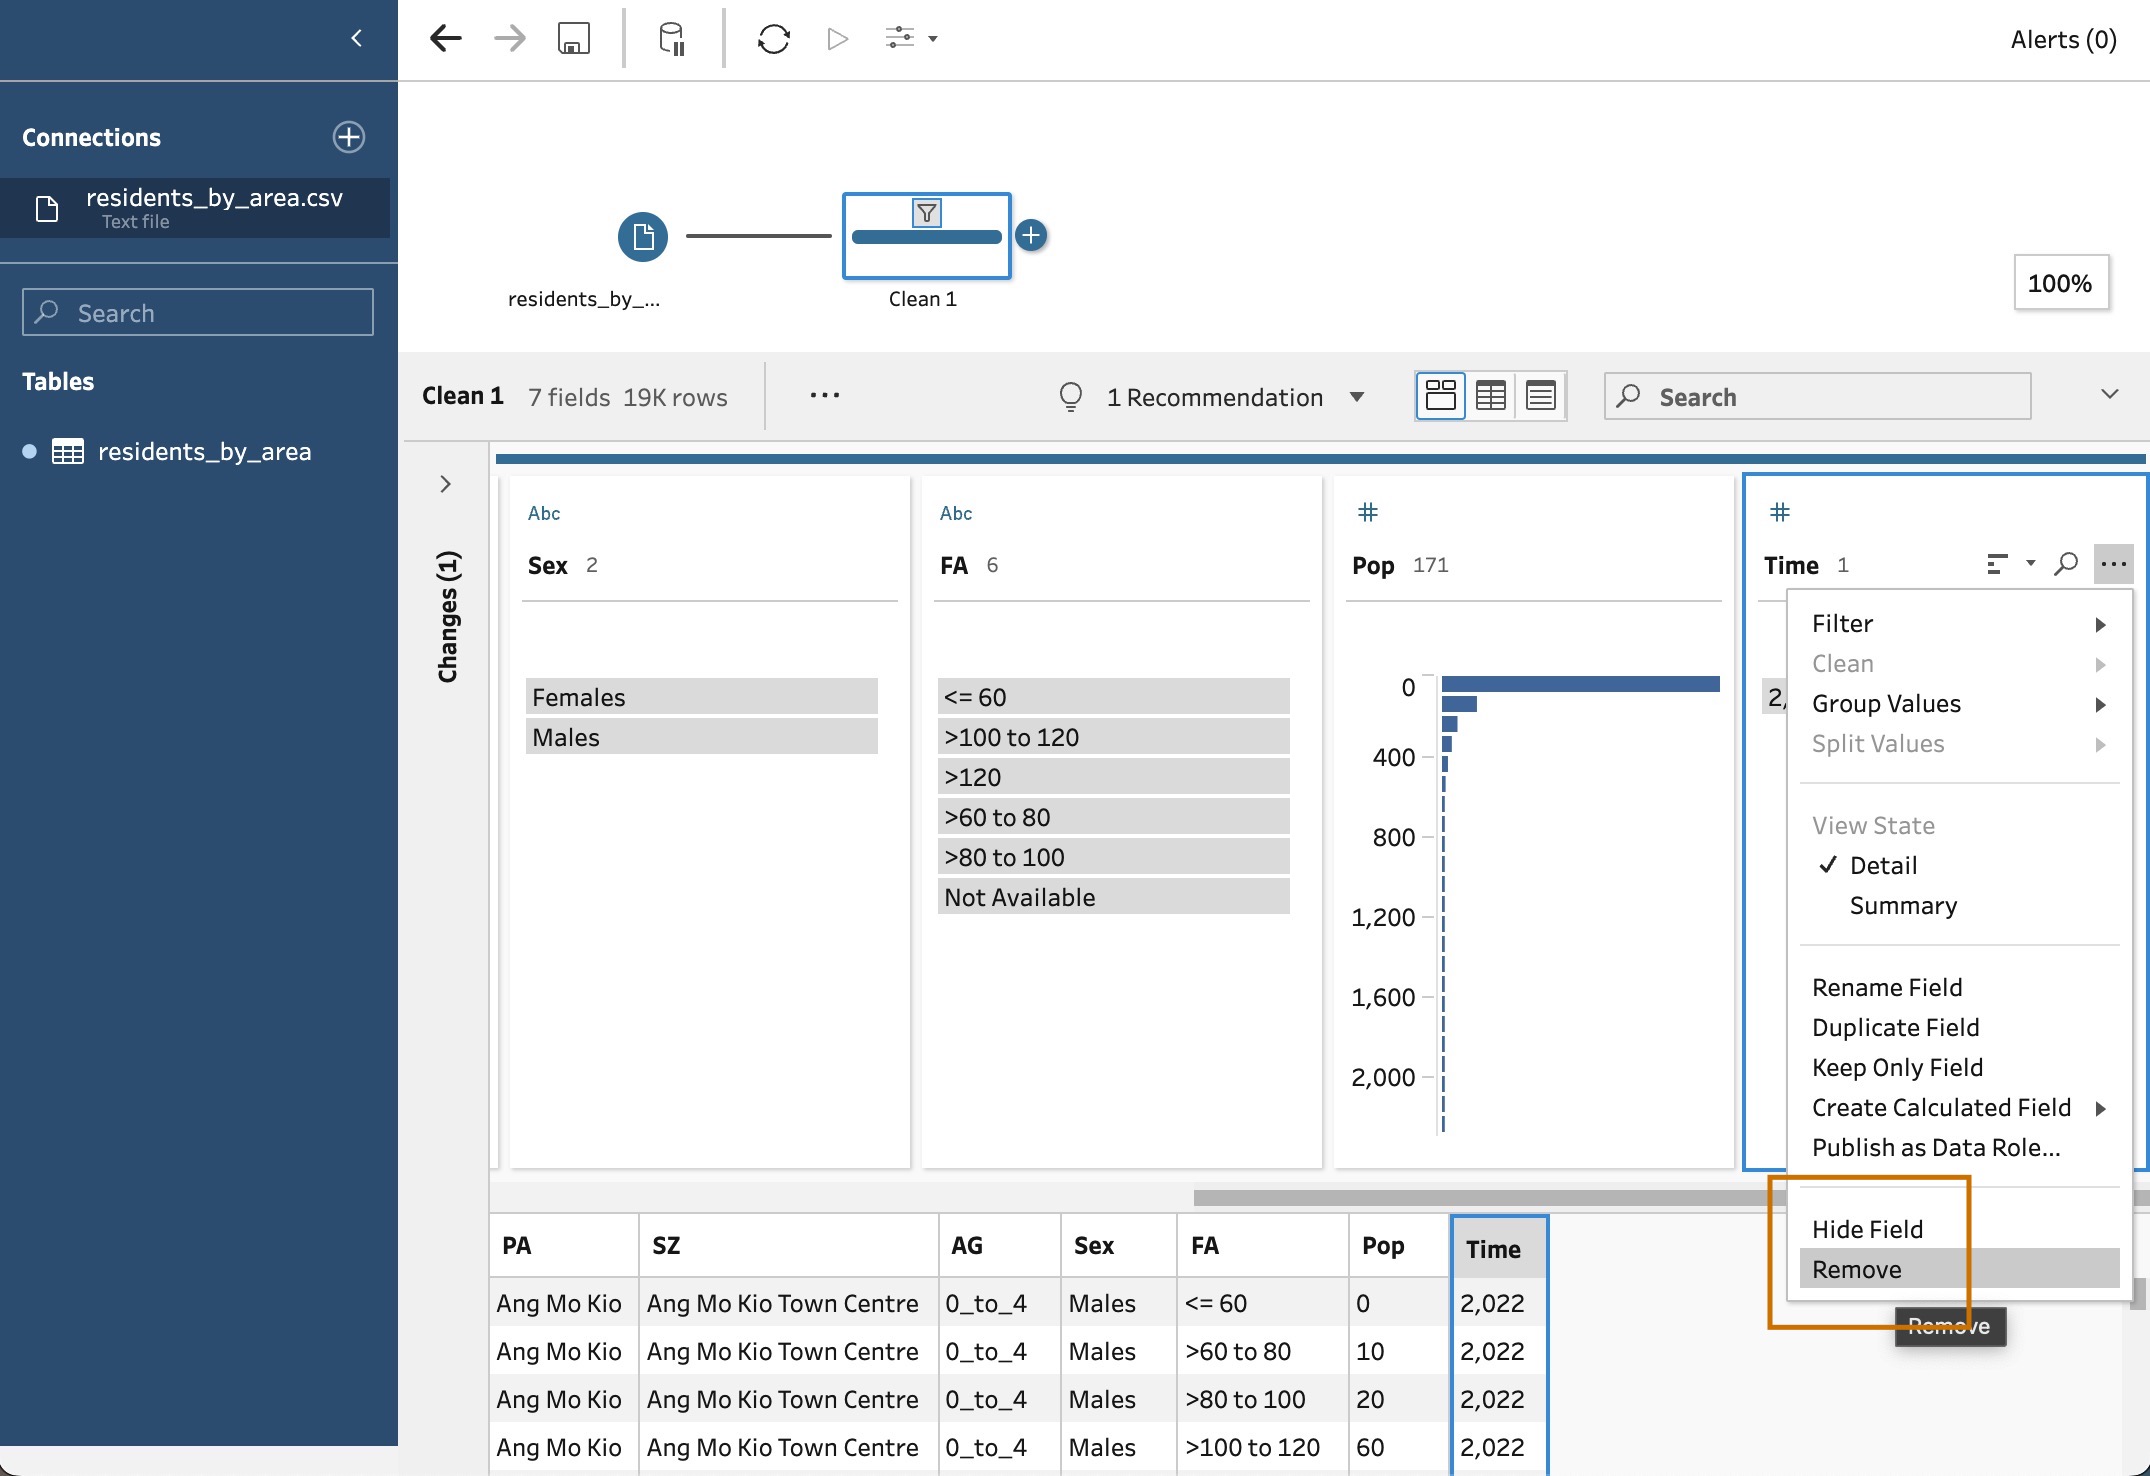 Alerts (0)
Connections
residents_by_area.csv
Text file
Search
Tables
residents_by_area
residents_by_...
Clean 1
100%
Clean 1 7 fields 19K rows ...
1 Recommendation
Search
Changes (1)
Abc
Sex 2
Females
Males
Abc
FA 6
<= 60
>100 to 120
>120
>60 to 80
>80 to 100
Not Available
#
Pop 171
0
400
800
1,200
1,600
2,000
#
Time 1 ...
2,
Filter
Clean
Group Values
Split Values
View State
✓ Detail
Summary
Rename Field
Duplicate Field
Keep Only Field
Create Calculated Field
Publish as Data Role...
Hide Field
Remove
Remove
PA SZ AG Sex FA Pop Time
Ang Mo Kio Ang Mo Kio Town Centre 0_to_4 Males <= 60 0 2,022
Ang Mo Kio Ang Mo Kio Town Centre 0_to_4 Males >60 to 80 10 2,022
Ang Mo Kio Ang Mo Kio Town Centre 0_to_4 Males >80 to 100 20 2,022
Ang Mo Kio Ang Mo Kio Town Centre 0_to_4 Males >100 to 120 60 2,022